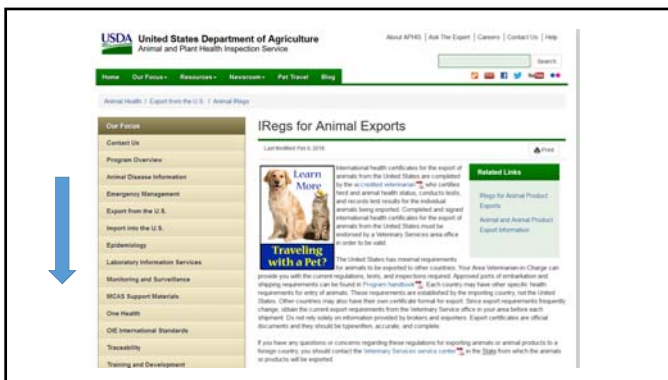 USDA United States Department of Agriculture
Animal and Plant Health Inspection Service
About APHIS | Ask The Expert | Careers | Contact Us | Help
Search
Home Our Focus Resources Newsroom Pet Travel Blog
You Tube
Animal Health / Export from the U.S. / Animal IRegs
Our Focus
Contact Us
Program Overview
Animal Disease Information
Emergency Management
Export from the U.S.
Import into the U.S.
Epidemiology
Laboratory Information Services
Monitoring and Surveillance
MCAS Support Materials
One Health
OIE International Standards
Traceability
Training and Development
IRegs for Animal Exports
Last Modified: Feb 8, 2016
Print
Learn
More
Traveling
with a Pet?
International health certificates for the export of
animals from the United States are completed
by the accredited veterinarian who certifies
herd and animal health status, conducts tests,
and records test results for the individual
animals being exported. Completed and signed
international health certificates for the export of
animals from the United States must be
endorsed by a Veterinary Services area office
in order to be valid.
The United States has minimal requirements
for animals to be exported to other countries. Your Area Veterinarian-in-Charge can
provide you with the current regulations, tests, and inspections required. Approved ports of embarkation and
shipping requirements can be found in Program handbook. Each country may have other specific health
requirements for entry of animals. These requirements are established by the importing country, not the United
States. Other countries may also have their own certificate format for export. Since export requirements frequently
change, obtain the current export requirements from the Veterinary Service office in your area before each
shipment. Do not rely solely on information provided by brokers and exporters. Export certificates are official
documents and they should be typewritten, accurate, and complete.
If you have any questions or concerns regarding these regulations for exporting animals or animal products to a
foreign country, you should contact the Veterinary Services service center in the State from which the animals
or products will be exported.
Related Links
IRegs for Animal Product
Exports
Animal and Animal Product
Export Information